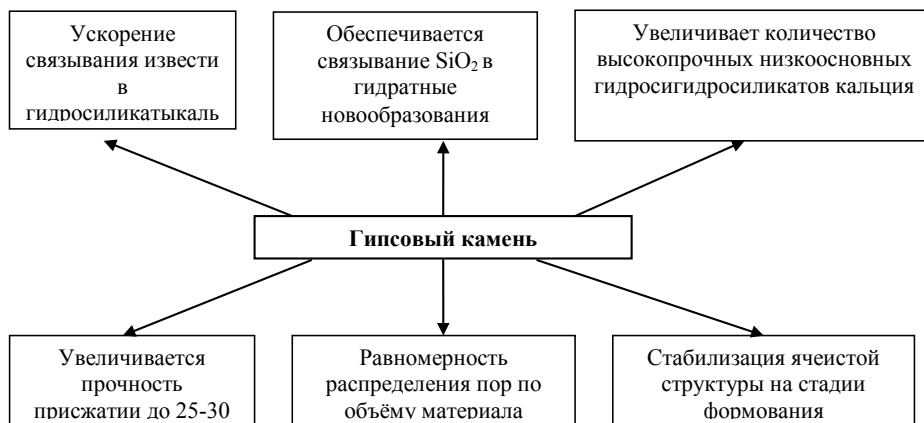 Ускорение
связывания извести
в
гидросиликатыкаль
Обеспечивается
связывание SiO₂ в
гидратные
новообразования
Увеличивает количество
высокопрочных низкоосновных
гидросигидросиликатов кальция
Гипсовый камень
Увеличивается
прочность
присжатии до 25-30
Равномерность
распределения пор по
объёму материала
Стабилизация ячеистой
структуры на стадии
формования